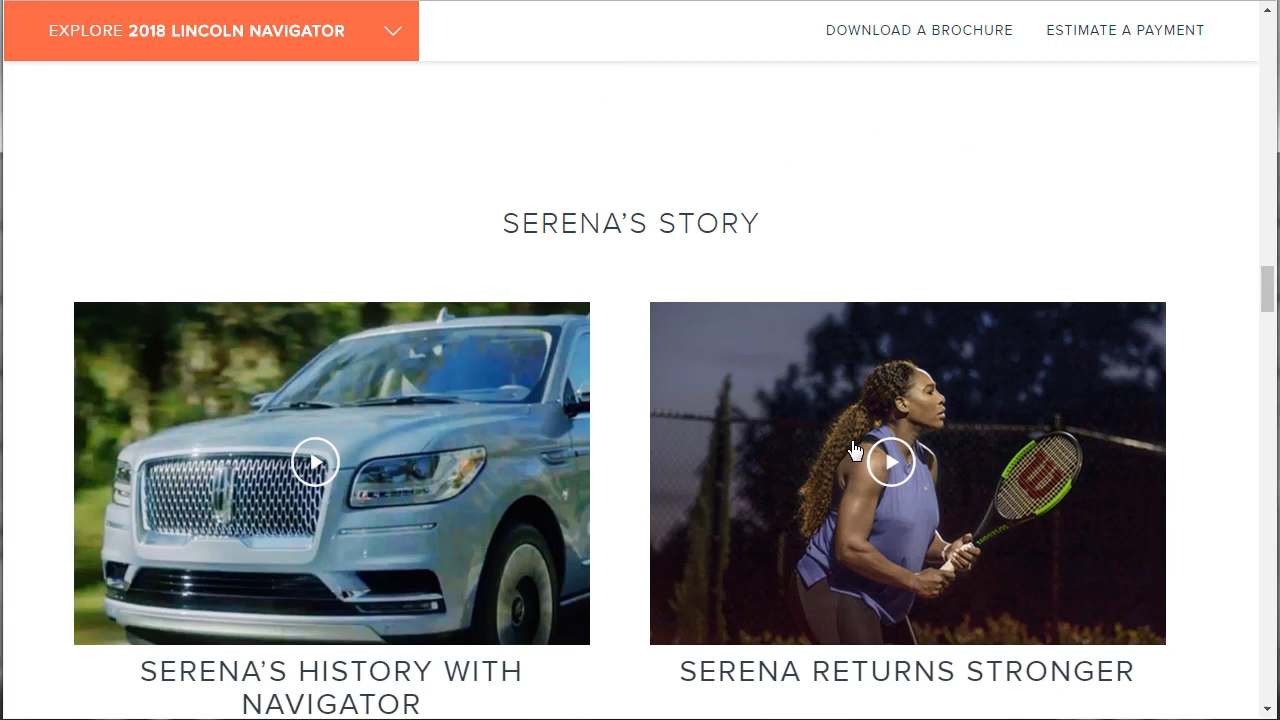 EXPLORE 2018 LINCOLN NAVIGATOR
DOWNLOAD A BROCHURE
ESTIMATE A PAYMENT
SERENA’S STORY
SERENA’S HISTORY WITH
NAVIGATOR
SERENA RETURNS STRONGER